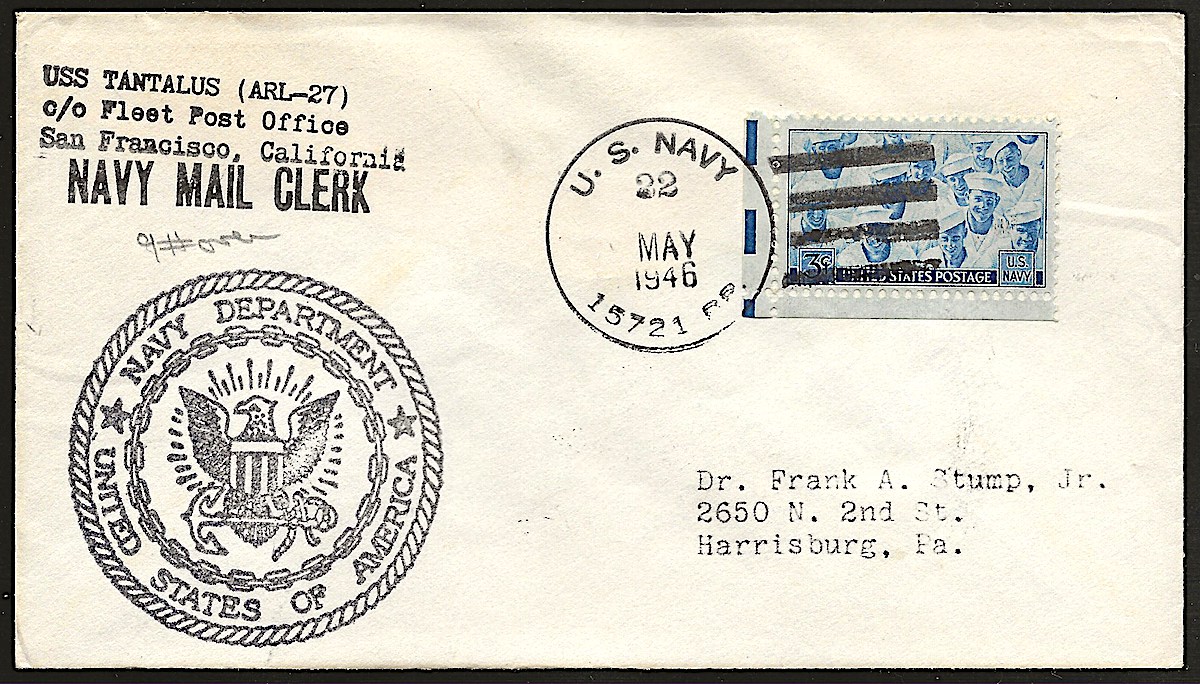 USS TANTALUS (ARL-27)
c/o Fleet Post Office
San Francisco, California
NAVY MAIL CLERK
U. S. NAVY
22
MAY
1946
15721 BR.
3¢
UNITED STATES POSTAGE
U.S.
NAVY
NAVY DEPARTMENT
UNITED STATES OF AMERICA
Dr. Frank A. Stump, Jr.
2650 N. 2nd St.
Harrisburg, Pa.